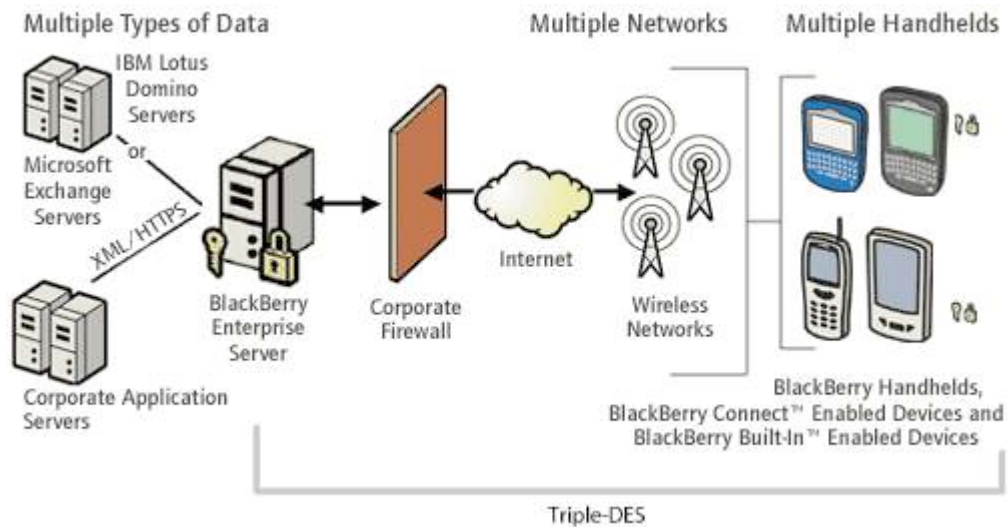 Multiple Types of Data
Multiple Networks
Multiple Handhelds
IBM Lotus
Domino
Servers
or
Microsoft
Exchange
Servers
XML/HTTPS
BlackBerry
Enterprise
Server
Corporate
Firewall
Internet
Wireless
Networks
Corporate Application
Servers
BlackBerry Handhelds,
BlackBerry Connect™ Enabled Devices and
BlackBerry Built-In™ Enabled Devices
Triple-DES